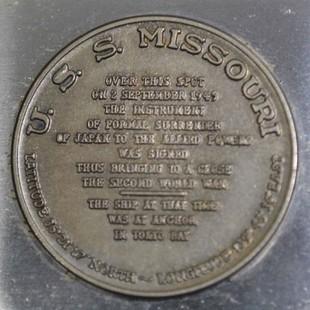 U. S. S. MISSOURI
OVER THIS SPOT
ON 2 SEPTEMBER 1945
THE INSTRUMENT
OF FORMAL SURRENDER
OF JAPAN TO THE ALLIED POWERS
WAS SIGNED
THUS BRINGING TO A CLOSE
THE SECOND WORLD WAR
THE SHIP AT THAT TIME
WAS AT ANCHOR
IN TOKYO BAY
LATITUDE NORTH – LONGITUDE EAST